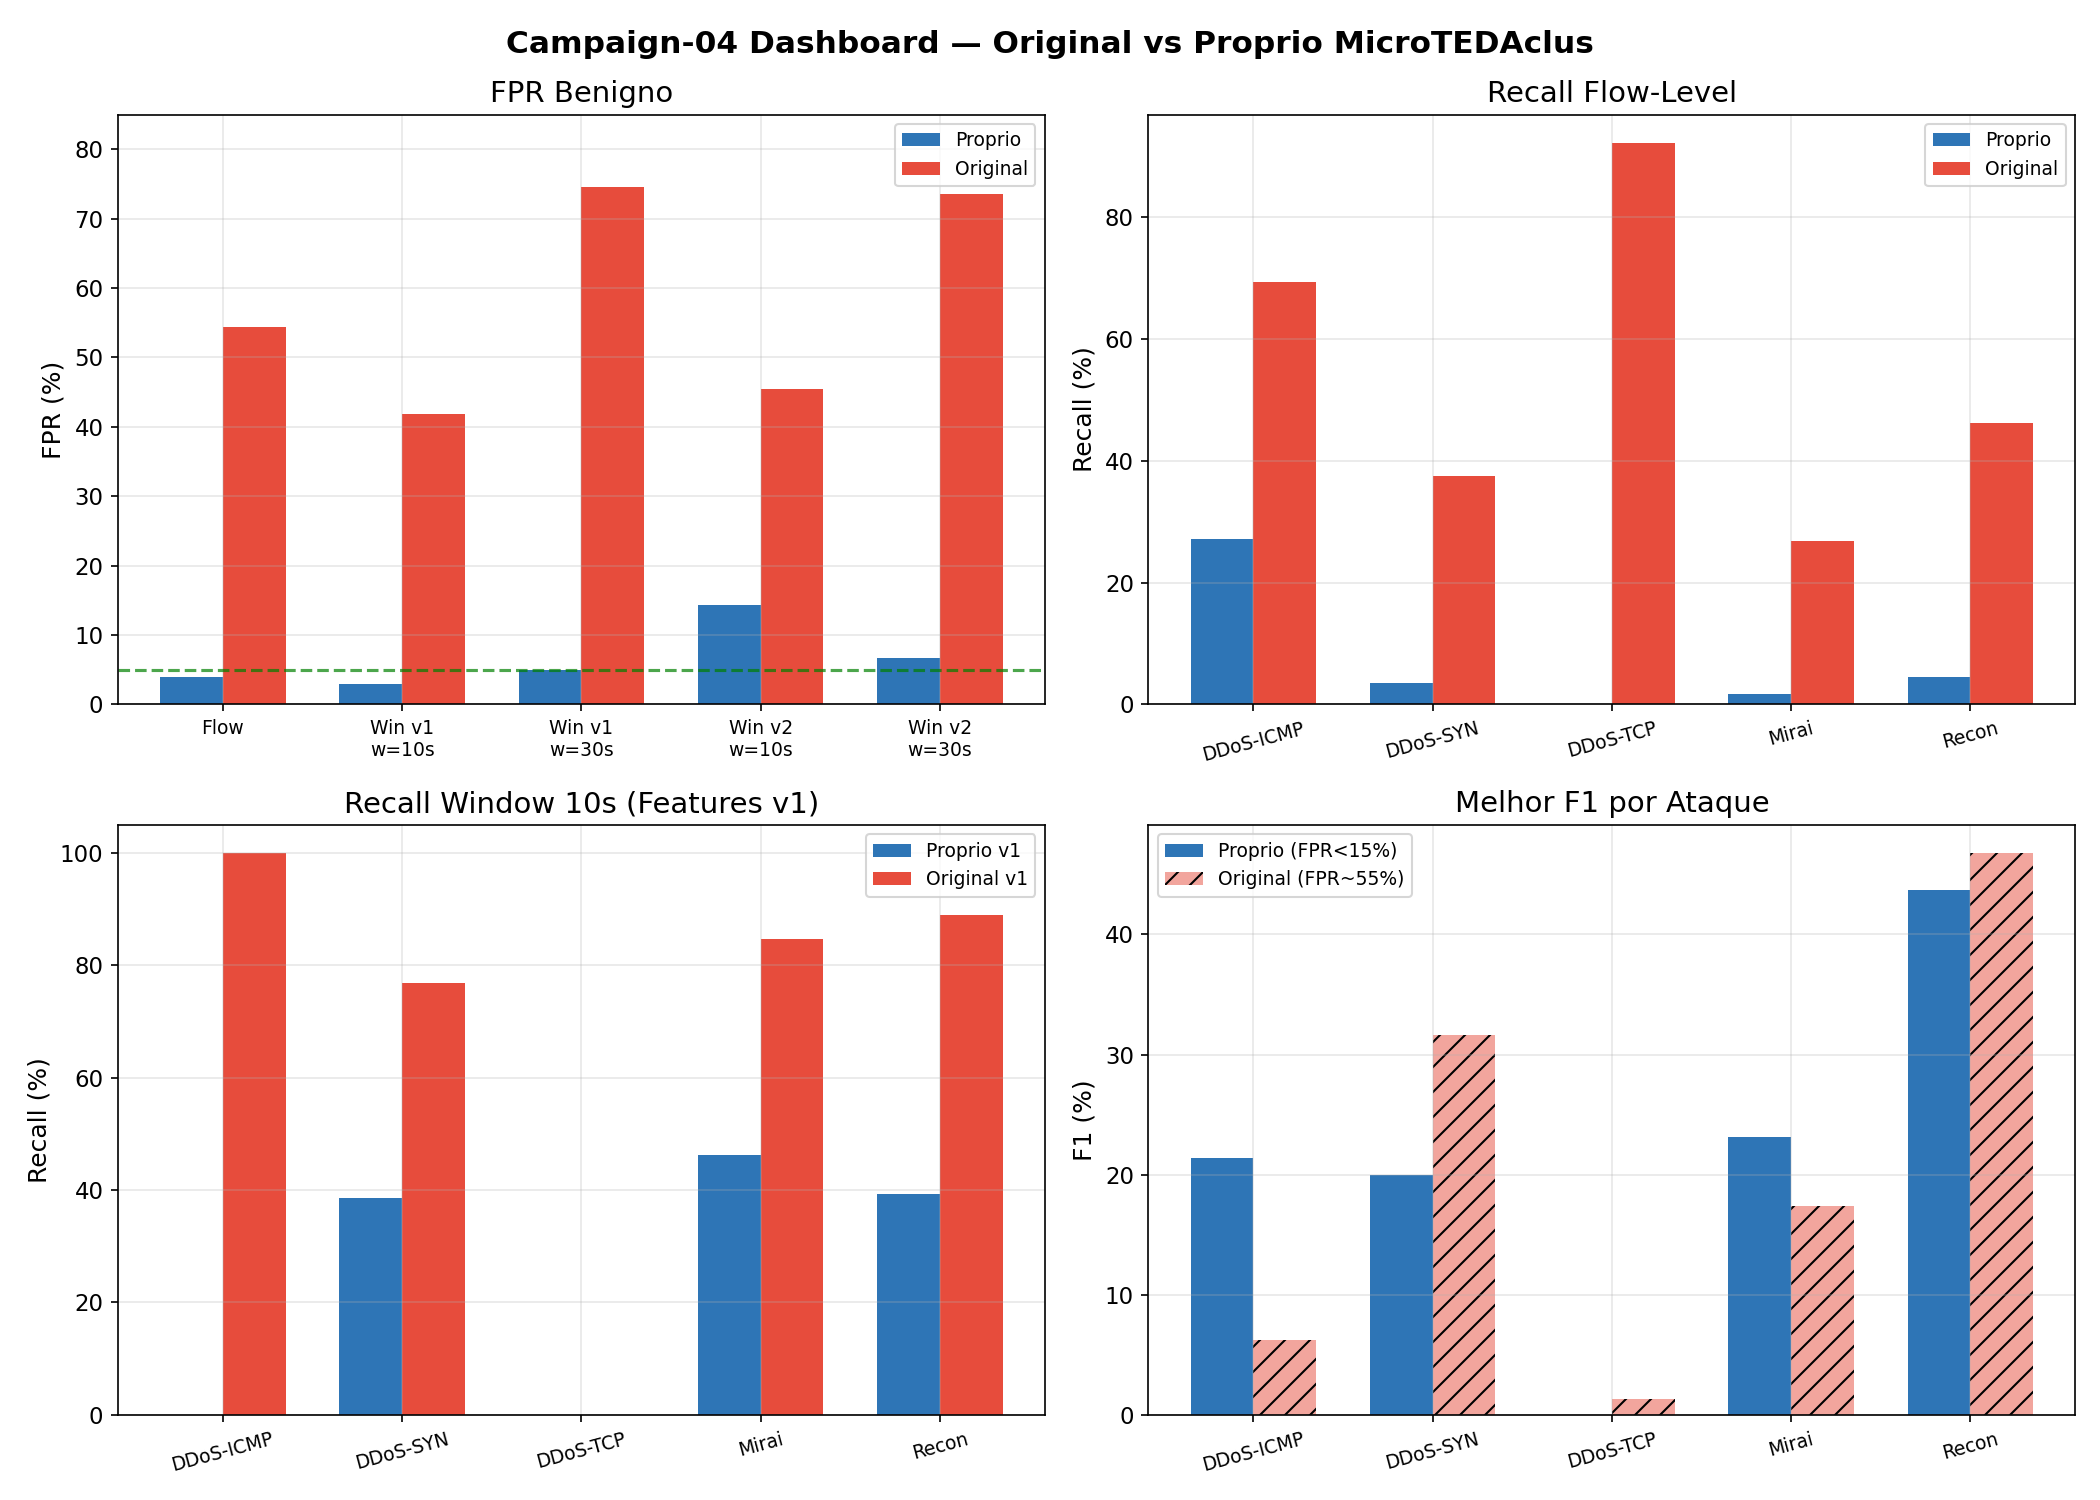 Campaign-04 Dashboard — Original vs Proprio MicroTEDAclus
FPR Benigno
FPR (%)
80
70
60
50
40
30
20
10
0
Proprio
Original
Flow
Win v1
w=10s
Win v1
w=30s
Win v2
w=10s
Win v2
w=30s
Recall Flow-Level
Recall (%)
80
60
40
20
0
Proprio
Original
DDoS-ICMP
DDoS-SYN
DDoS-TCP
Mirai
Recon
Recall Window 10s (Features v1)
Recall (%)
100
80
60
40
20
0
Proprio v1
Original v1
DDoS-ICMP
DDoS-SYN
DDoS-TCP
Mirai
Recon
Melhor F1 por Ataque
F1 (%)
40
30
20
10
0
Proprio (FPR<15%)
Original (FPR~55%)
DDoS-ICMP
DDoS-SYN
DDoS-TCP
Mirai
Recon